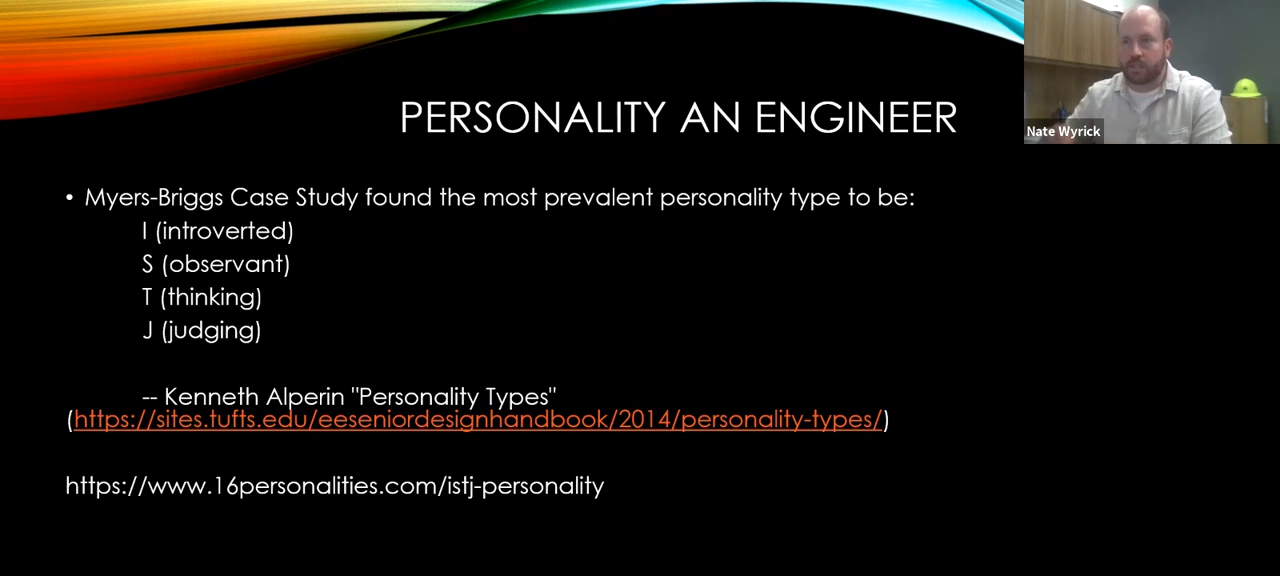 PERSONALITY AN ENGINEER
Nate Wyrick
• Myers-Briggs Case Study found the most prevalent personality type to be:
I (introverted)
S (observant)
T (thinking)
J (judging)
-- Kenneth Alperin "Personality Types"
(https://sites.tufts.edu/eeseniordesignhandbook/2014/personality-types/)
https://www.16personalities.com/istj-personality